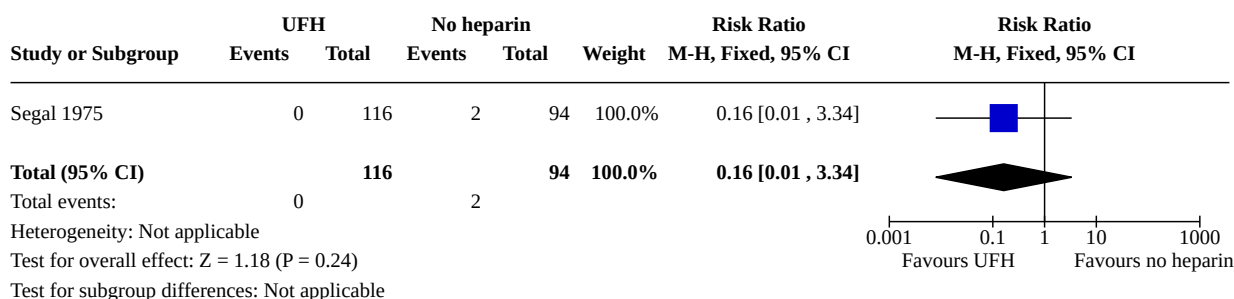 UFH No heparin Risk Ratio Risk Ratio
Study or Subgroup Events Total Events Total Weight M-H, Fixed, 95% CI M-H, Fixed, 95% CI
Segal 1975 0 116 2 94 100.0% 0.16 [0.01 , 3.34]
Total (95% CI) 116 94 100.0% 0.16 [0.01 , 3.34]
Total events: 0 2
Heterogeneity: Not applicable 0.001 0.1 1 10 1000
Test for overall effect: Z = 1.18 (P = 0.24) Favours UFH Favours no heparin
Test for subgroup differences: Not applicable